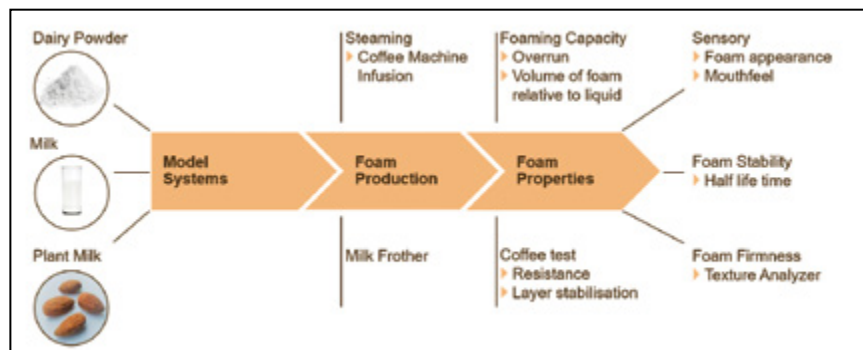 Dairy Powder
Milk
Plant Milk
Model
Systems
Steaming
Coffee Machine
Infusion
Foam
Production
Milk Frother
Foaming Capacity
Overrun
Volume of foam
relative to liquid
Foam
Properties
Coffee test
Resistance
Layer stabilisation
Sensory
Foam appearance
Mouthfeel
Foam Stability
Half life time
Foam Firmness
Texture Analyzer